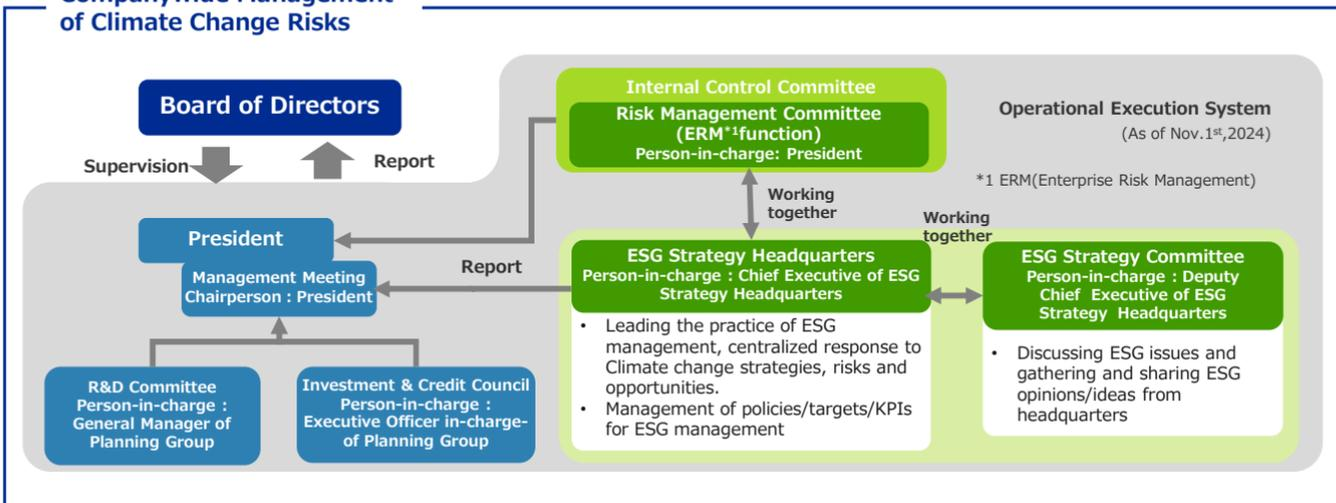 Companywide Management
of Climate Change Risks
Board of Directors
Supervision
Report
Internal Control Committee
Risk Management Committee
(ERM*1function)
Person-in-charge: President
Operational Execution System
(As of Nov.1st,2024)
*1 ERM(Enterprise Risk Management)
Working
together
Working
together
President
Management Meeting
Chairperson : President
Report
ESG Strategy Headquarters
Person-in-charge : Chief Executive of ESG
Strategy Headquarters
• Leading the practice of ESG
management, centralized response to
Climate change strategies, risks and
opportunities.
• Management of policies/targets/KPIs
for ESG management
ESG Strategy Committee
Person-in-charge : Deputy
Chief Executive of ESG
Strategy Headquarters
• Discussing ESG issues and
gathering and sharing ESG
opinions/ideas from
headquarters
R&D Committee
Person-in-charge :
General Manager of
Planning Group
Investment & Credit Council
Person-in-charge :
Executive Officer in-charge-
of Planning Group